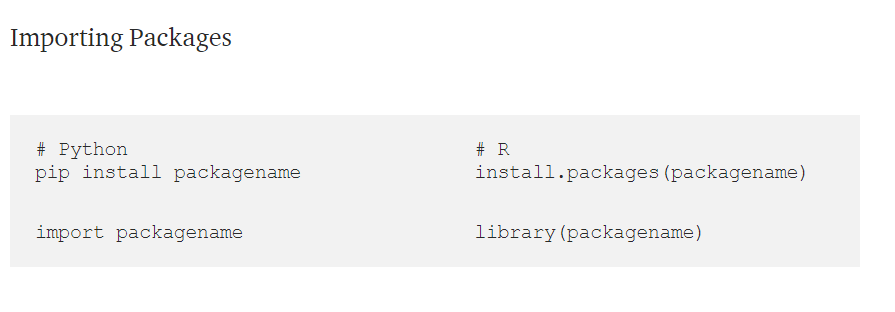 Importing Packages
# Python
pip install packagename
import packagename
# R
install.packages(packagename)
library(packagename)